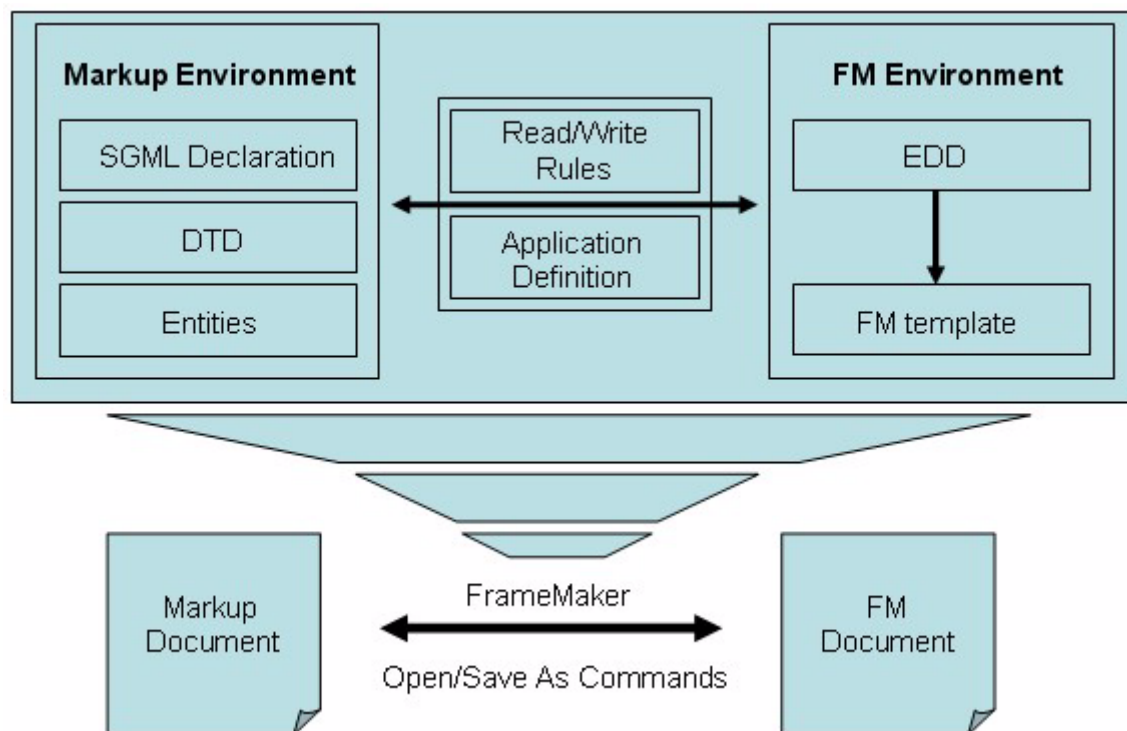 Markup Environment
SGML Declaration
DTD
Entities
Read/Write
Rules
Application
Definition
FM Environment
EDD
FM template
Markup
Document
FrameMaker
Open/Save As Commands
FM
Document